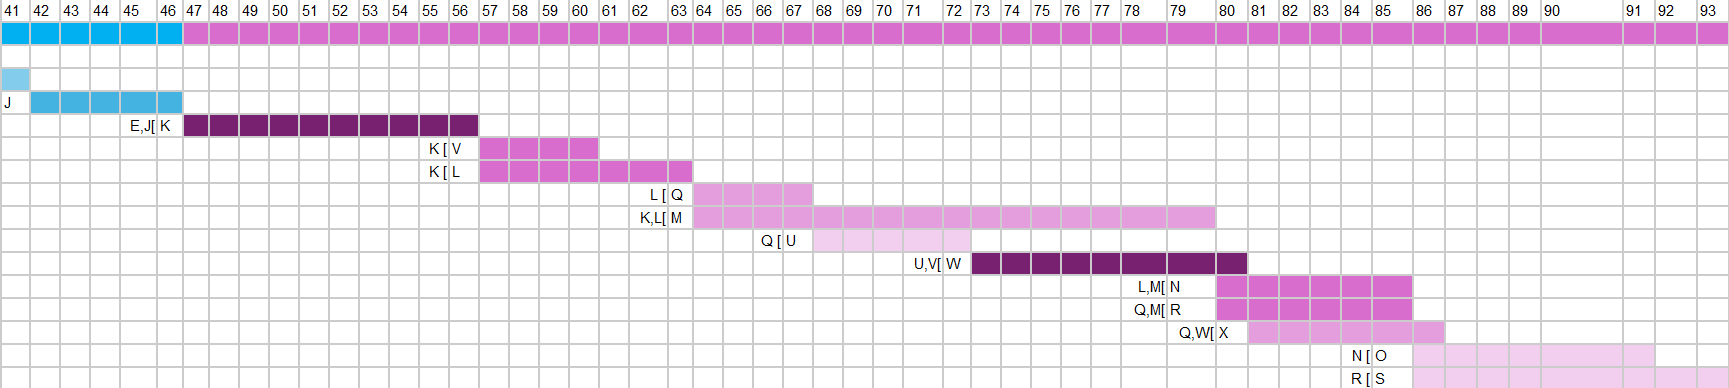 41 42 43 44 45 46 47 48 49 50 51 52 53 54 55 56 57 58 59 60 61 62 63 64 65 66 67 68 69 70 71 72 73 74 75 76 77 78 79 80 81 82 83 84 85 86 87 88 89 90 91 92 93
J
E,J[ K
K [ V
K [ L
L [ Q
K,L[ M
Q [ U
U,V[ W
L,M[ N
Q,M[ R
Q,W[ X
N [ O
R [ S